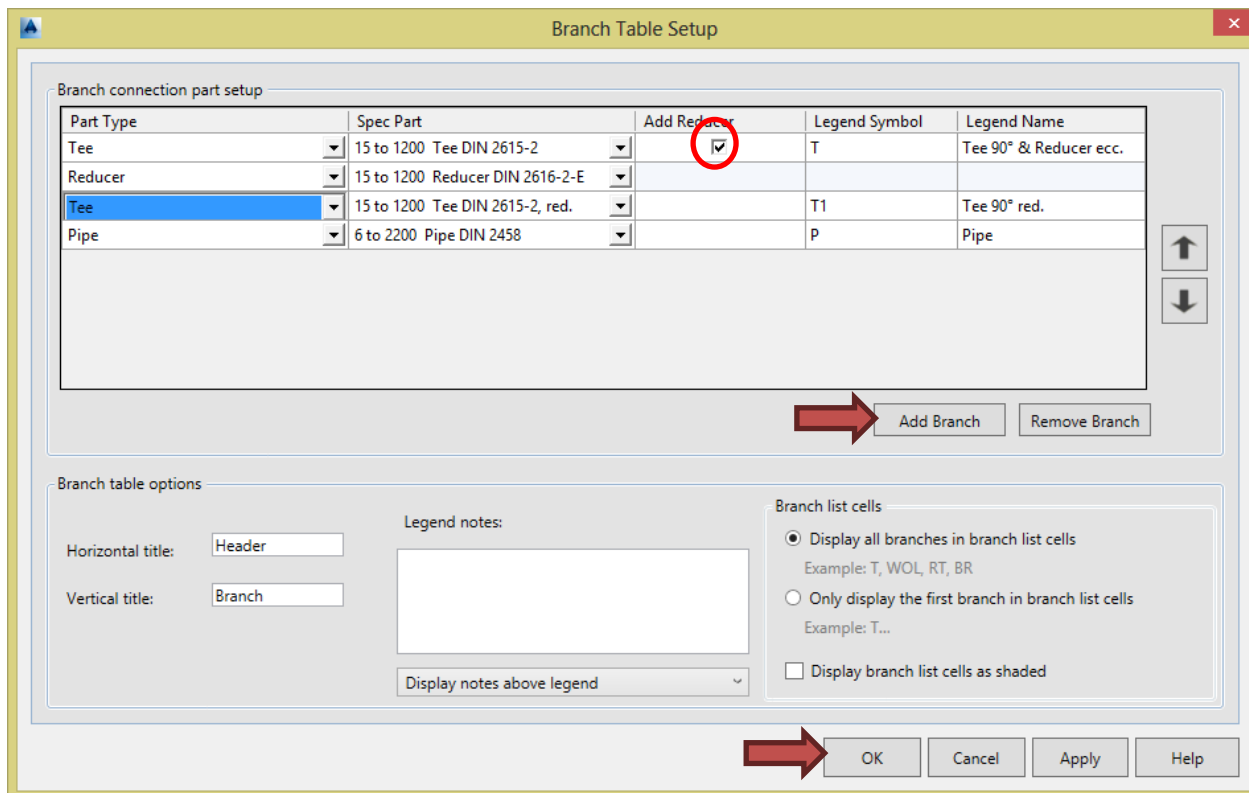 Branch Table Setup
Branch connection part setup
Part Type Spec Part Add Reducer Legend Symbol Legend Name
Tee 15 to 1200 Tee DIN 2615-2 T Tee 90° & Reducer ecc.
Reducer 15 to 1200 Reducer DIN 2616-2-E
Tee 15 to 1200 Tee DIN 2615-2, red. T1 Tee 90° red.
Pipe 6 to 2200 Pipe DIN 2458 P Pipe
Add Branch Remove Branch
Branch table options
Horizontal title: Header
Vertical title: Branch
Legend notes:
Display notes above legend
Branch list cells
Display all branches in branch list cells
Example: T, WOL, RT, BR
Only display the first branch in branch list cells
Example: T...
Display branch list cells as shaded
OK Cancel Apply Help